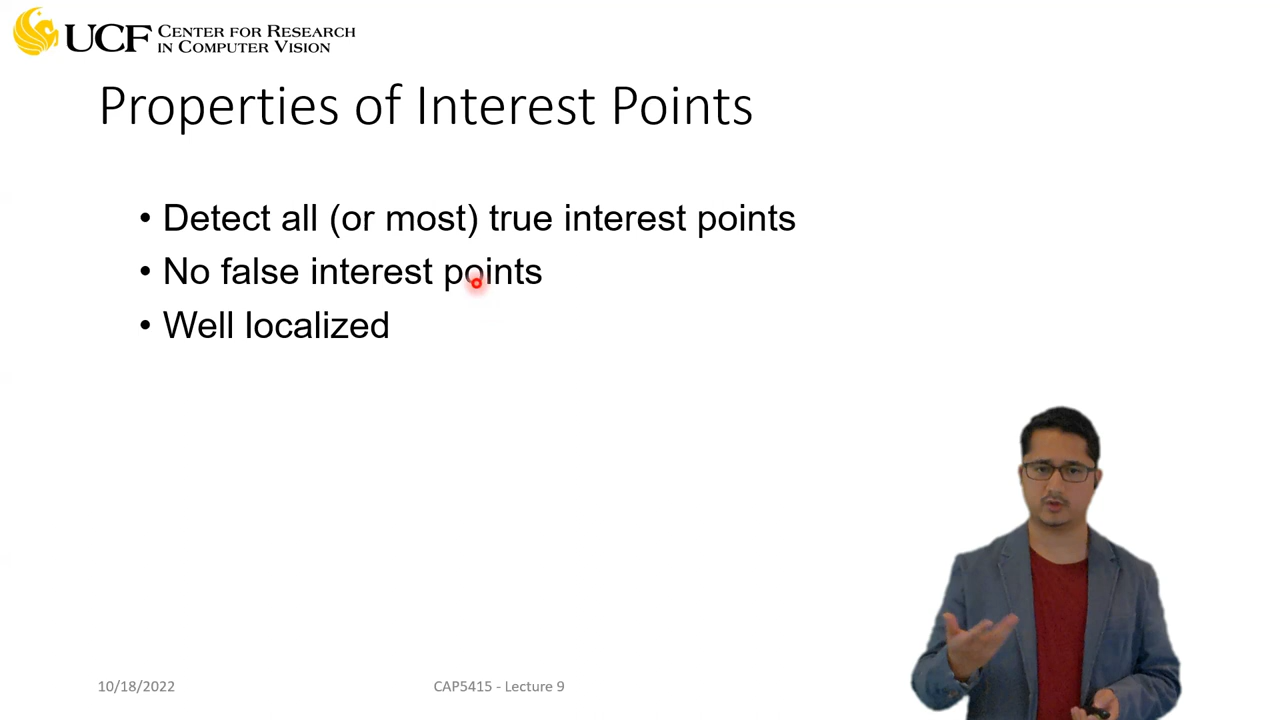 UCF CENTER FOR RESEARCH
IN COMPUTER VISION
Properties of Interest Points
• Detect all (or most) true interest points
• No false interest points
• Well localized
10/18/2022
CAP5415 - Lecture 9